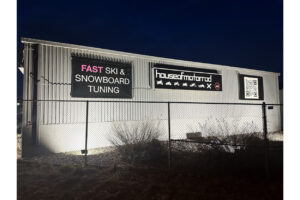 FAST SKI &
SNOWBOARD
TUNING
houseofmotorrad